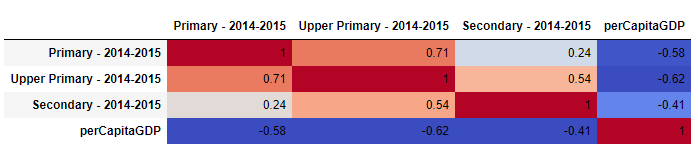 Primary - 2014-2015 Upper Primary - 2014-2015 Secondary - 2014-2015 perCapitaGDP
Primary - 2014-2015 1 0.71 0.24 -0.58
Upper Primary - 2014-2015 0.71 1 0.54 -0.62
Secondary - 2014-2015 0.24 0.54 1 -0.41
perCapitaGDP -0.58 -0.62 -0.41 1